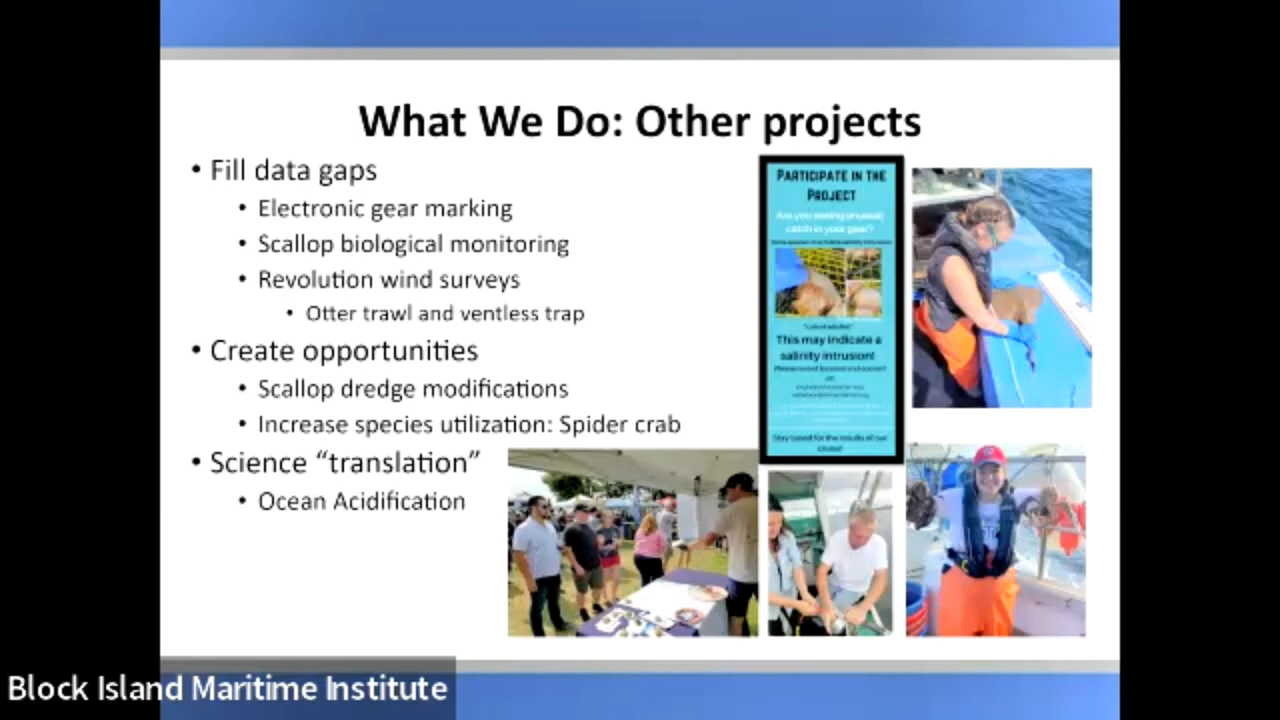 What We Do: Other projects
• Fill data gaps
• Electronic gear marking
• Scallop biological monitoring
• Revolution wind surveys
• Otter trawl and ventless trap
• Create opportunities
• Scallop dredge modifications
• Increase species utilization: Spider crab
• Science “translation”
• Ocean Acidification
PARTICIPATE IN THE
PROJECT
Are you seeing unusual
catch in your gear?
This may indicate a
salinity intrusion!
Stay tuned for the results of our
Block Island Maritime Institute